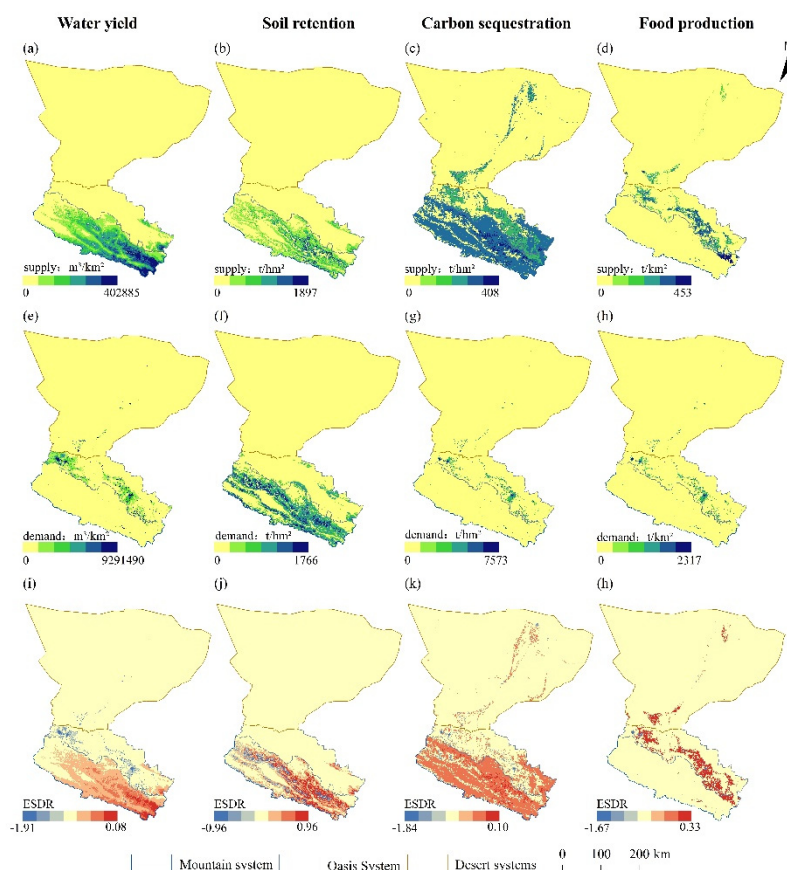 Water yield Soil retention Carbon sequestration Food production
(a) (b) (c) (d)
supply： m³/km² supply： t/hm² supply： t/hm² supply： t/km²
0 402885 0 1897 0 408 0 453
(e) (f) (g) (h)
demand： m³/km² demand： t/hm² demand： t/hm² demand： t/km²
0 9291490 0 1766 0 7573 0 2317
(i) (j) (k) (h)
ESDR ESDR ESDR ESDR
-1.91 0.08 -0.96 0.96 -1.84 0.10 -1.67 0.33
Mountain system Oasis System Desert systems 0 100 200 km